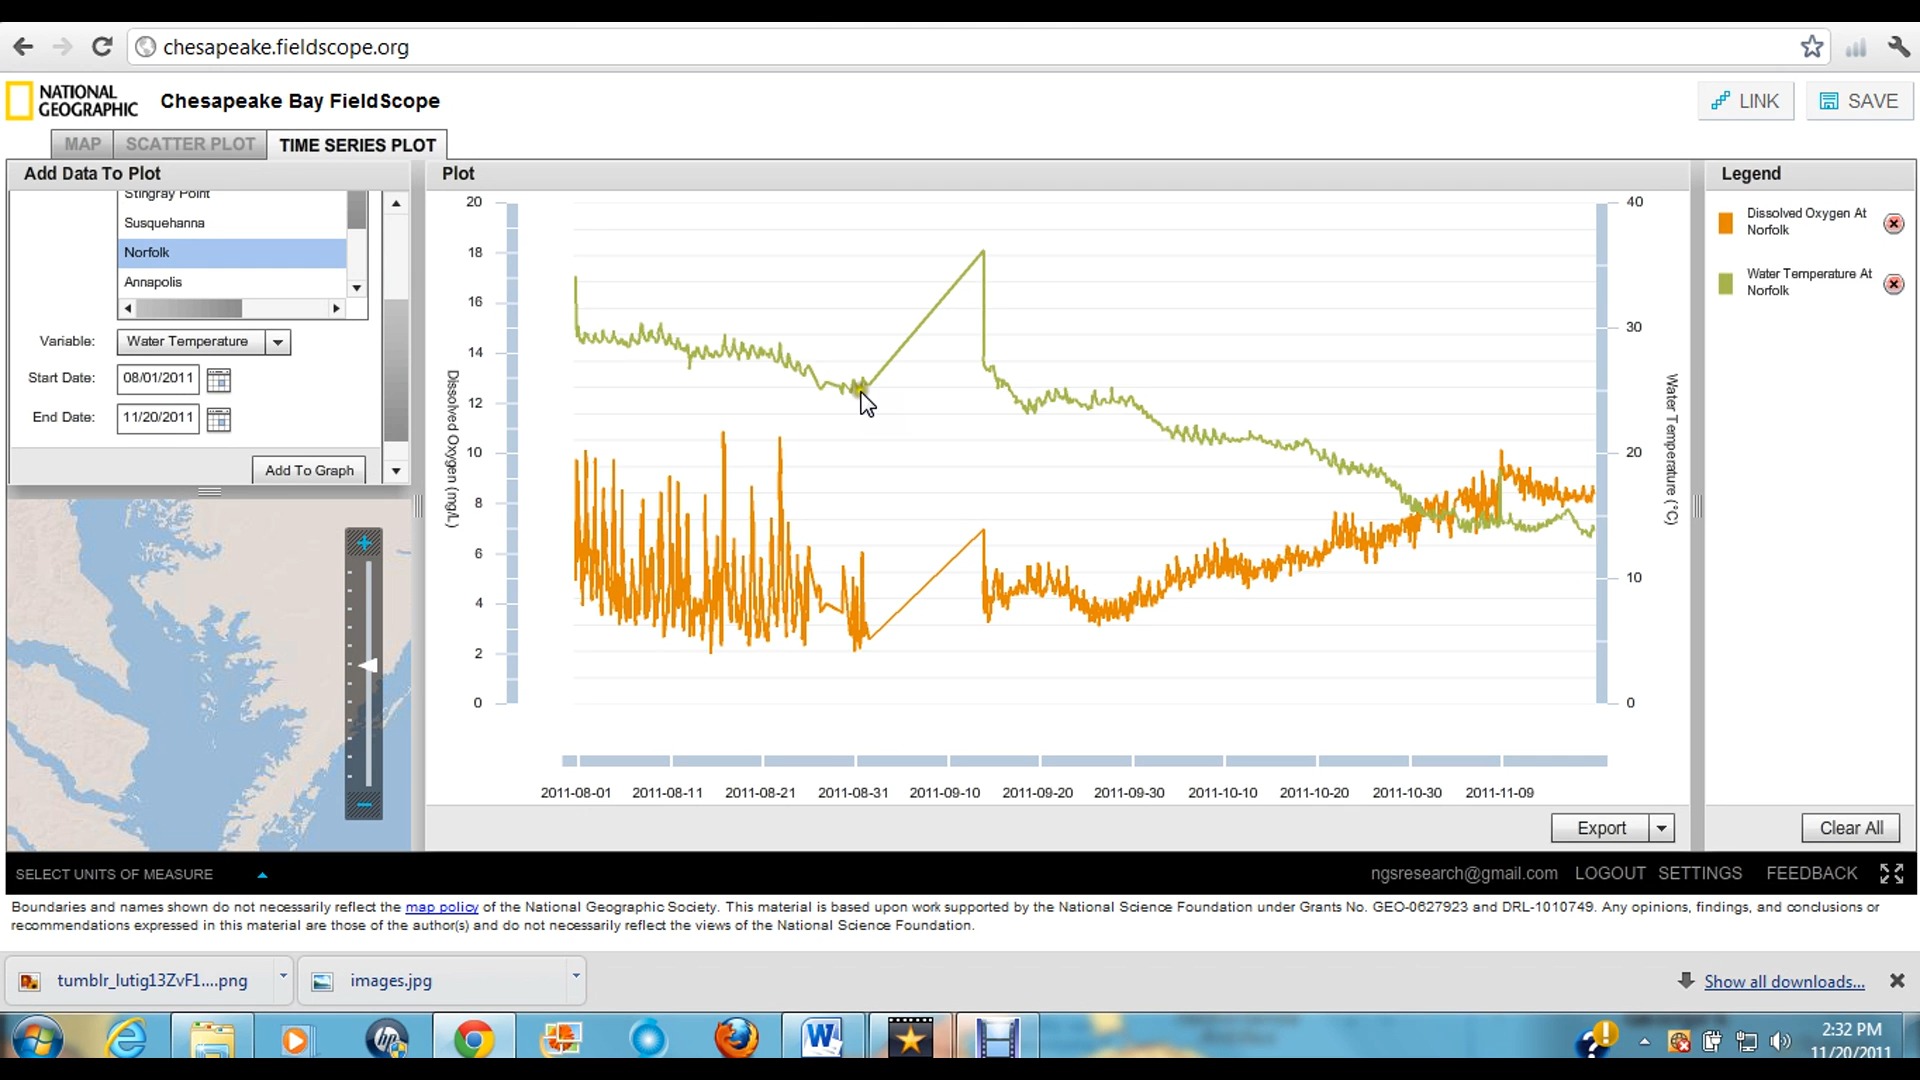 chesapeake.fieldscope.org
NATIONAL
GEOGRAPHIC
Chesapeake Bay FieldScope
LINK
SAVE
MAP
SCATTER PLOT
TIME SERIES PLOT
Add Data To Plot
Plot
Legend
Stingray Point
Susquehanna
Norfolk
Annapolis
Variable:
Water Temperature
Start Date:
08/01/2011
End Date:
11/20/2011
Add To Graph
20
18
16
14
12
10
8
6
4
2
0
Dissolved Oxygen (mg/L)
40
30
20
10
0
Water Temperature (°C)
2011-08-01
2011-08-11
2011-08-21
2011-08-31
2011-09-10
2011-09-20
2011-09-30
2011-10-10
2011-10-20
2011-10-30
2011-11-09
Dissolved Oxygen At
Norfolk
Water Temperature At
Norfolk
Export
Clear All
SELECT UNITS OF MEASURE
ngsresearch@gmail.com
LOGOUT
SETTINGS
FEEDBACK
Boundaries and names shown do not necessarily reflect the map policy of the National Geographic Society. This material is based upon work supported by the National Science Foundation under Grants No. GEO-0627923 and DRL-1010749. Any opinions, findings, and conclusions or
recommendations expressed in this material are those of the author(s) and do not necessarily reflect the views of the National Science Foundation.
tumblr_lutig13ZvF1....png
images.jpg
Show all downloads...
2:32 PM
11/20/2011